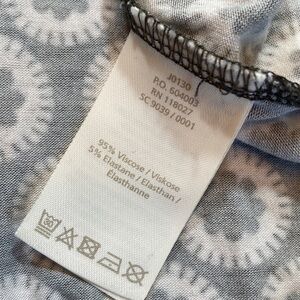 J0130
P.O. 604003
RN 118027
SC 9039 / 0001
95% Viscose / Viskose
5% Elastane / Elasthan /
Élasthanne